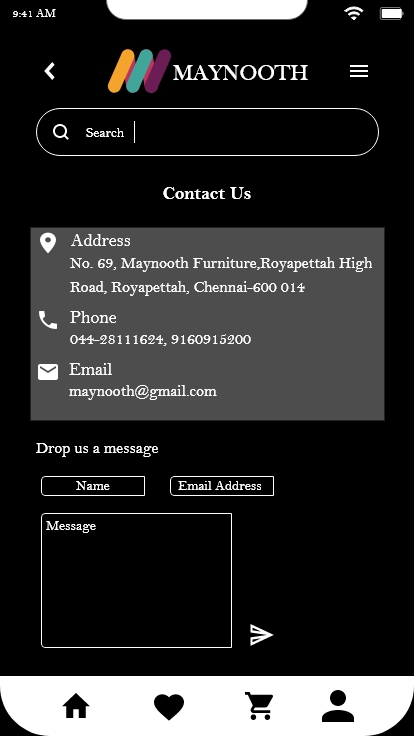 9:41 AM
MAYNOOTH
Search
Contact Us
Address
No. 69, Maynooth Furniture,Royapettah High
Road, Royapettah, Chennai-600 014
Phone
044-28111624, 9160915200
Email
maynooth@gmail.com
Drop us a message
Name
Email Address
Message